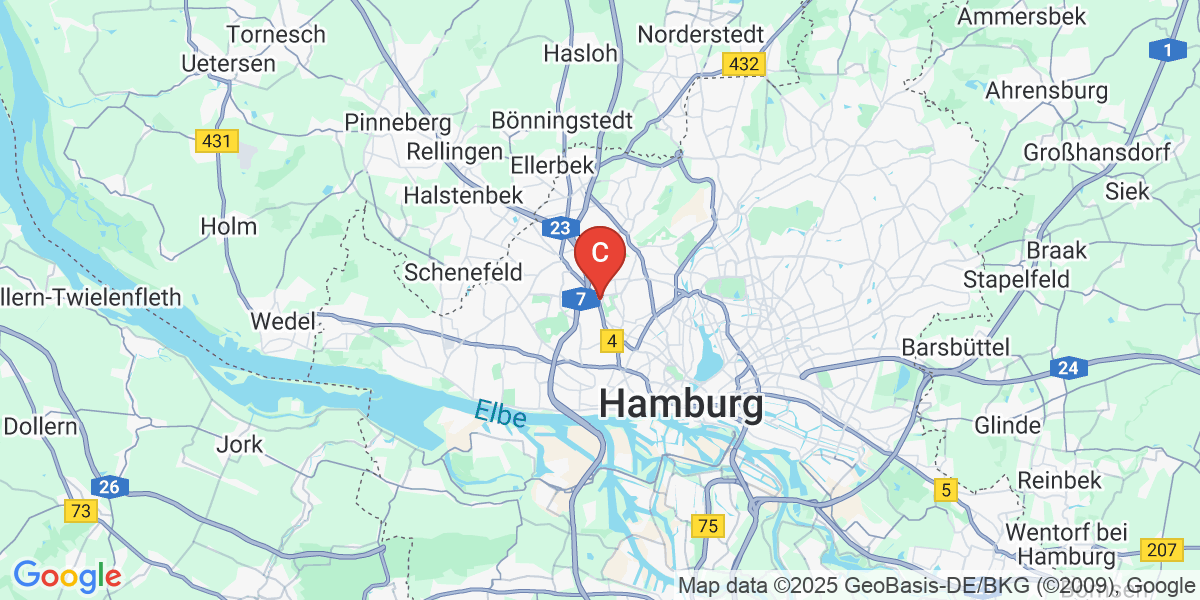 Ammersbek
Tornesch
Norderstedt
Hasloh
1
Uetersen
432
Ahrensburg
Pinneberg
Bönningstedt
431
Rellingen
Großhansdorf
Ellerbek
Halstenbek
Siek
Holm
23
C
Braak
Schenefeld
Stapelfeld
llern-Twielenfleth
7
Wedel
4
Barsbüttel
24
Hamburg
Elbe
Dollern
Glinde
Jork
Reinbek
26
5
73
75
Wentorf bei
Hamburg
207
Google
Map data ©2025 GeoBasis-DE/BKG (©2009), Google